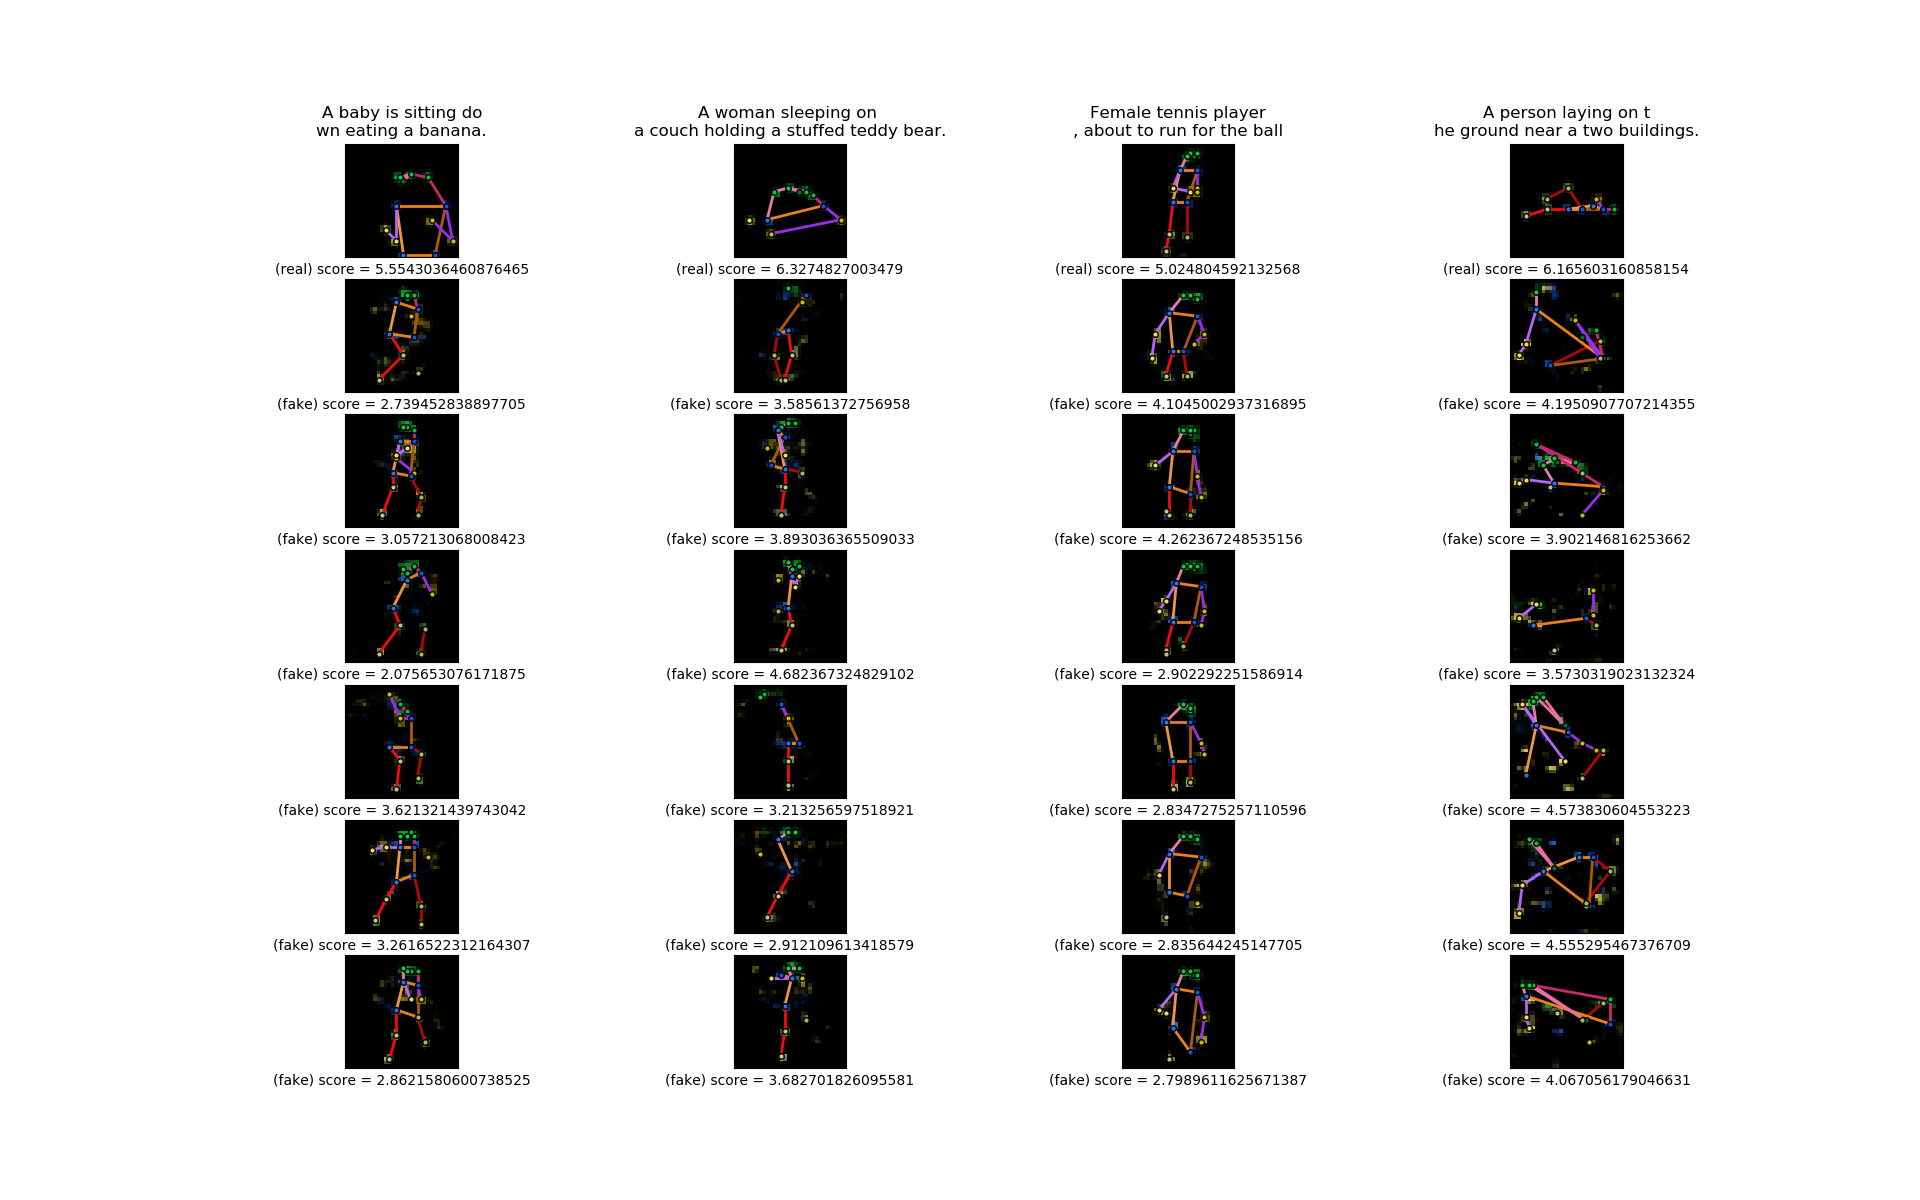 A baby is sitting do
wn eating a banana.
A woman sleeping on
a couch holding a stuffed teddy bear.
Female tennis player
, about to run for the ball
A person laying on t
he ground near a two buildings.
(real) score = 5.5543036460876465
(real) score = 6.3274827003479
(real) score = 5.024804592132568
(real) score = 6.165603160858154
(fake) score = 2.739452838897705
(fake) score = 3.58561372756958
(fake) score = 4.1045002937316895
(fake) score = 4.1950907707214355
(fake) score = 3.057213068008423
(fake) score = 3.893036365509033
(fake) score = 4.262367248535156
(fake) score = 3.902146816253662
(fake) score = 2.075653076171875
(fake) score = 4.682367324829102
(fake) score = 2.902292251586914
(fake) score = 3.5730319023132324
(fake) score = 3.621321439743042
(fake) score = 3.213256597518921
(fake) score = 2.8347275257110596
(fake) score = 4.573830604553223
(fake) score = 3.2616522312164307
(fake) score = 2.912109613418579
(fake) score = 2.835644245147705
(fake) score = 4.555295467376709
(fake) score = 2.8621580600738525
(fake) score = 3.682701826095581
(fake) score = 2.7989611625671387
(fake) score = 4.067056179046631